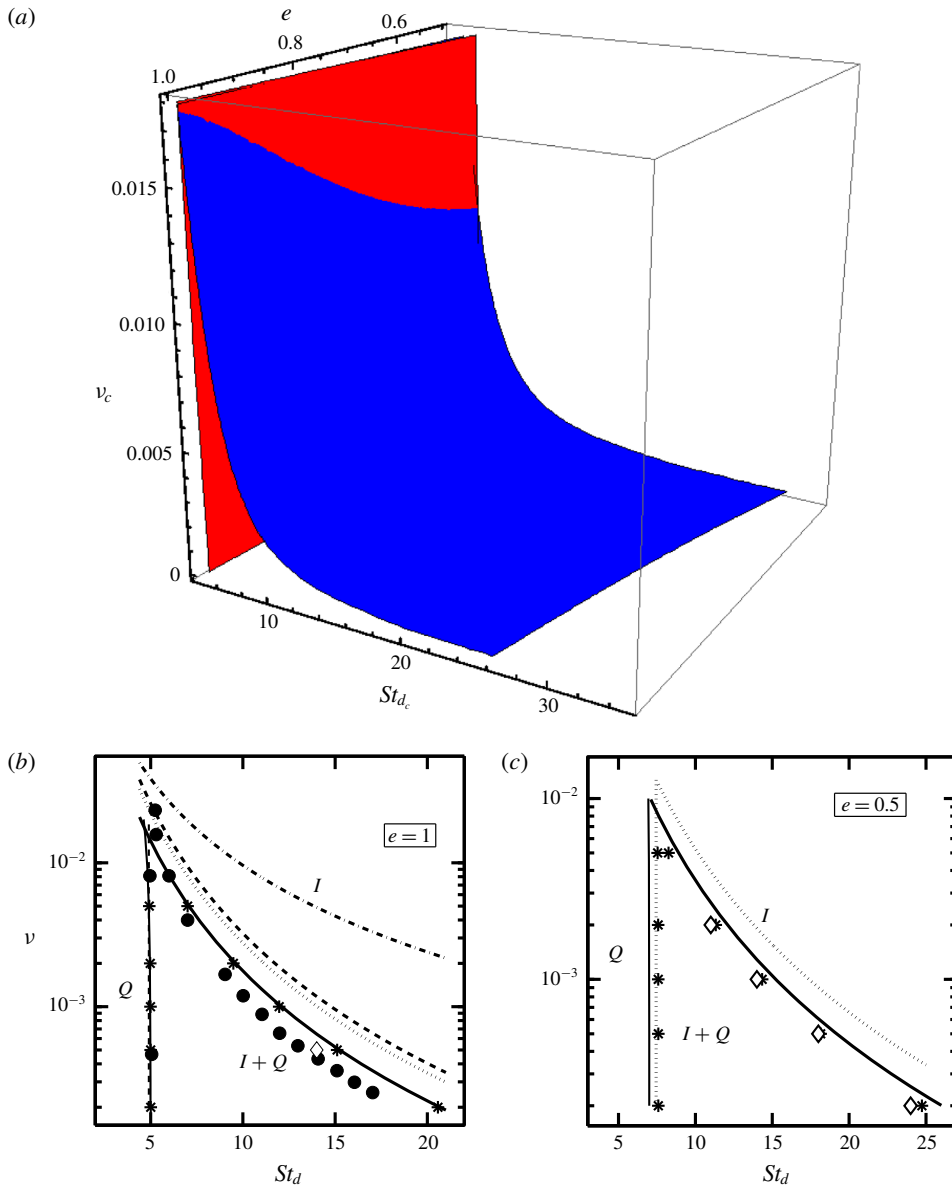 (a)
e
0.6
0.8
1.0
0.015
0.010
ν_c
0.005
0
10
20
30
St_{d_c}
(b)
(c)
e = 1
e = 0.5
10^{-2}
10^{-3}
ν
I
Q
I + Q
5 10 15 20
St_d
10^{-2}
10^{-3}
I
Q
I + Q
5 10 15 20 25
St_d